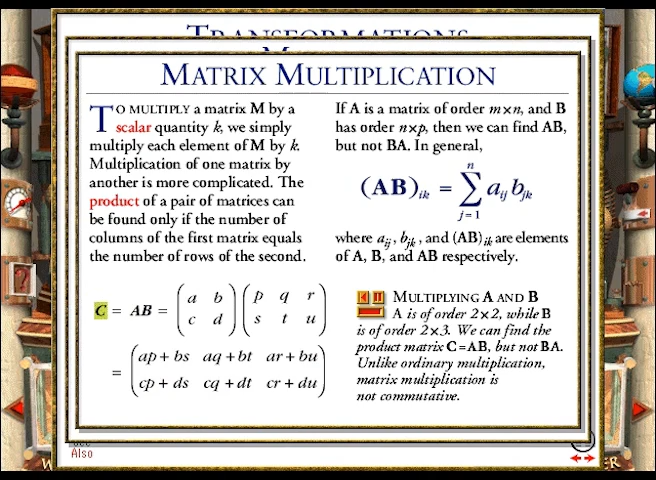 TRANSFORMATIONS
MATRIX MULTIPLICATION
TO MULTIPLY a matrix M by a
scalar quantity k, we simply
multiply each element of M by k.
Multiplication of one matrix by
another is more complicated. The
product of a pair of matrices can
be found only if the number of
columns of the first matrix equals
the number of rows of the second.
C = AB = (a b) (p q r)
(c d) (s t u)
= (ap + bs aq + bt ar + bu)
(cp + ds cq + dt cr + du)
If A is a matrix of order m×n, and B
has order n×p, then we can find AB,
but not BA. In general,
(AB)ik = n∑j=1 aij bjk
where aij, bjk, and (AB)ik are elements
of A, B, and AB respectively.
MULTIPLYING A AND B
A is of order 2×2, while B
is of order 2×3. We can find the
product matrix C=AB, but not BA.
Unlike ordinary multiplication,
matrix multiplication is
not commutative.
Also